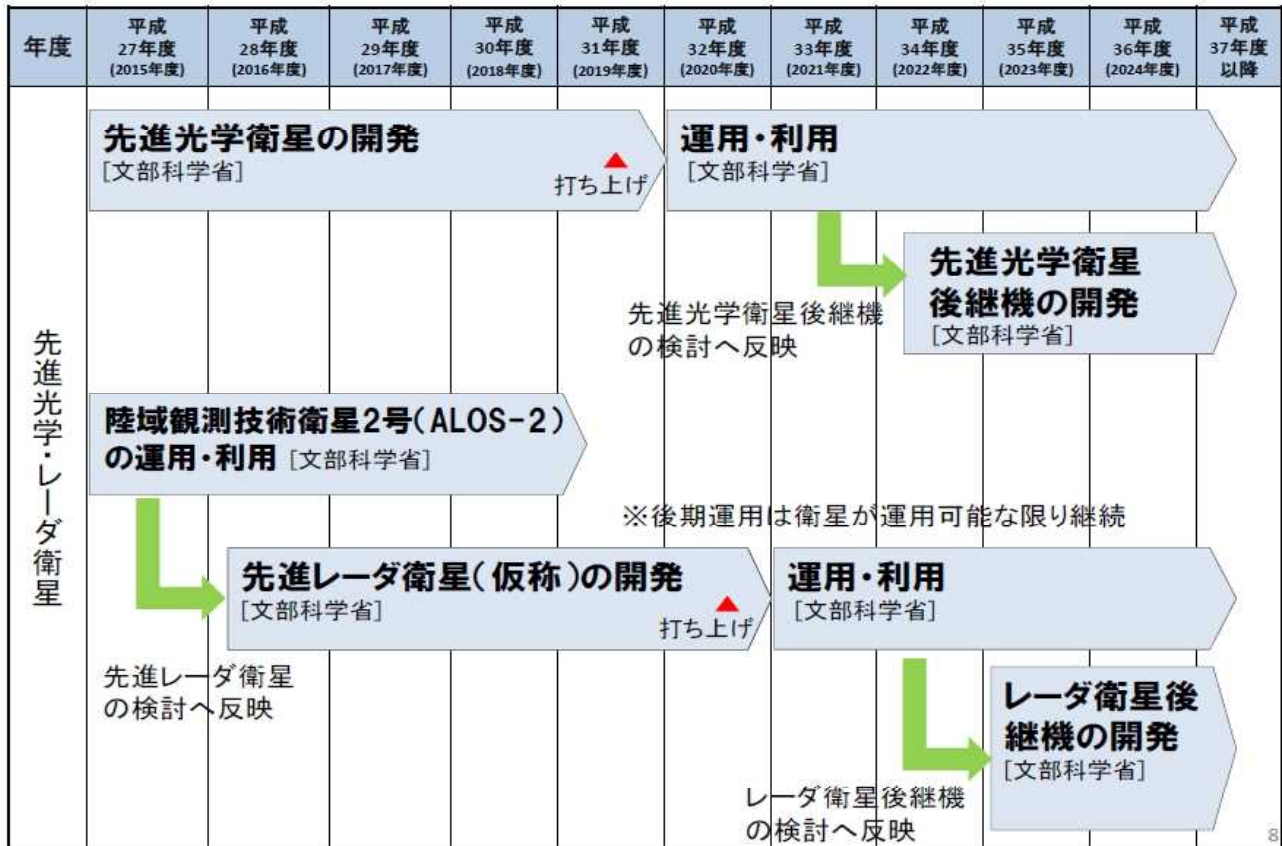 年度
平成
27年度
(2015年度)
平成
28年度
(2016年度)
平成
29年度
(2017年度)
平成
30年度
(2018年度)
平成
31年度
(2019年度)
平成
32年度
(2020年度)
平成
33年度
(2021年度)
平成
34年度
(2022年度)
平成
35年度
(2023年度)
平成
36年度
(2024年度)
平成
37年度
以降
先進光学・レーダ衛星
先進光学衛星の開発
[文部科学省]
打ち上げ
運用・利用
[文部科学省]
先進光学衛星
後継機の開発
[文部科学省]
先進光学衛星後継機
の検討へ反映
陸域観測技術衛星2号(ALOS-2)
の運用・利用 [文部科学省]
※後期運用は衛星が運用可能な限り継続
先進レーダ衛星(仮称)の開発
[文部科学省]
打ち上げ
運用・利用
[文部科学省]
先進レーダ衛星
の検討へ反映
レーダ衛星後
継機の開発
[文部科学省]
レーダ衛星後継機
の検討へ反映
8